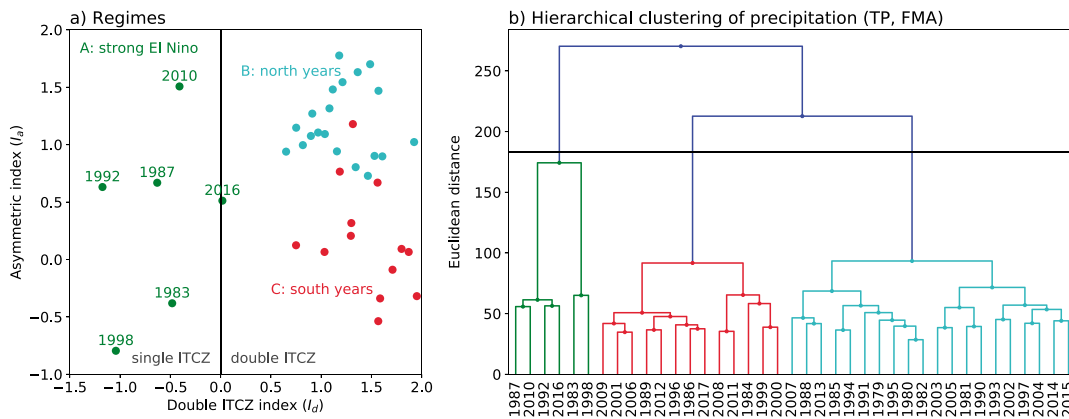 a) Regimes
A: strong El Nino
2010
B: north years
1992
1987
2016
1983
C: south years
1998
single ITCZ
double ITCZ
Asymmetric index (Ia)
2.0
1.5
1.0
0.5
0.0
−0.5
−1.0
−1.5 −1.0 −0.5 0.0 0.5 1.0 1.5 2.0
Double ITCZ index (Id)
b) Hierarchical clustering of precipitation (TP, FMA)
Euclidean distance
250
200
150
100
50
0
1987 2010 1992 2016 1983 1998 2009 2001 2006 1989 2012 1996 1986 2017 2008 2011 1984 1999 2000 2007 1988 2013 1985 1994 1991 1979 1995 1980 1982 2003 2005 1981 1990 1993 2002 1997 2004 2014 2015